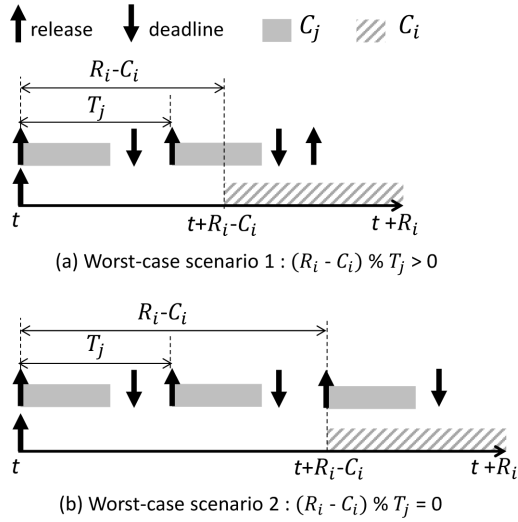 release deadline C_j C_i
R_i-C_i
T_j
t t+R_i-C_i t+R_i
(a) Worst-case scenario 1 : (R_i - C_i) % T_j > 0
R_i-C_i
T_j
t t+R_i-C_i t+R_i
(b) Worst-case scenario 2 : (R_i - C_i) % T_j = 0